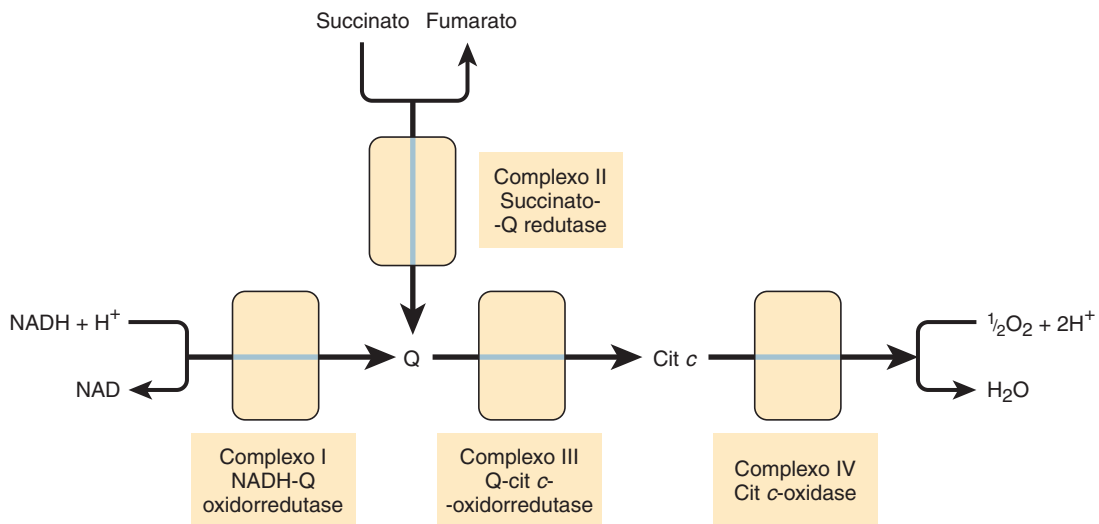 Succinato Fumarato
Complexo II
Succinato-
-Q redutase
NADH + H⁺
NAD
Q
Cit c
½O₂ + 2H⁺
H₂O
Complexo I
NADH-Q
oxidorredutase
Complexo III
Q-cit c-
-oxidorredutase
Complexo IV
Cit c-oxidase